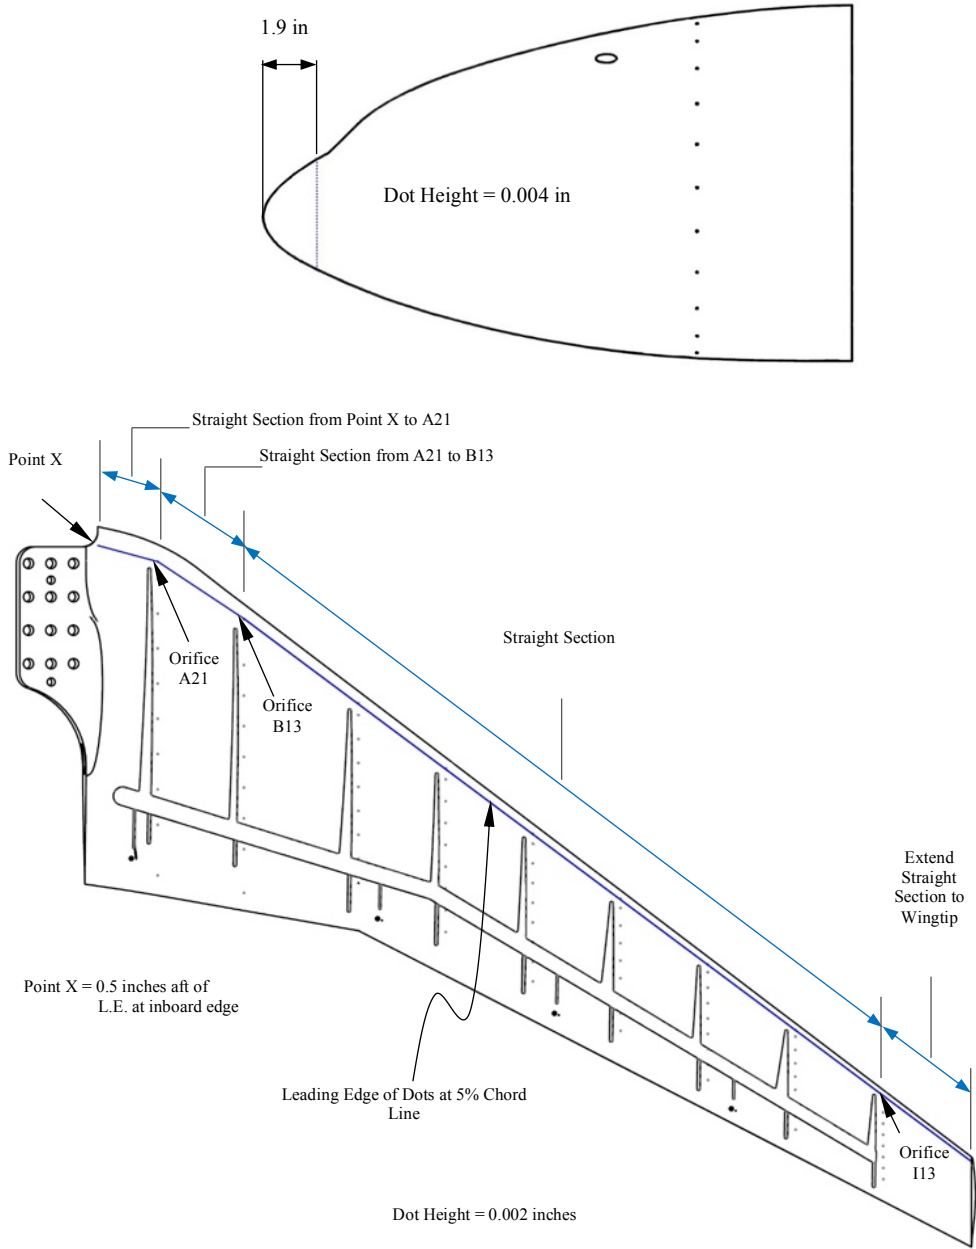 1.9 in
Dot Height = 0.004 in
Straight Section from Point X to A21
Straight Section from A21 to B13
Point X
Straight Section
Orifice
A21
Orifice
B13
Extend
Straight
Section to
Wingtip
Point X = 0.5 inches aft of
L.E. at inboard edge
Leading Edge of Dots at 5% Chord
Line
Orifice
I13
Dot Height = 0.002 inches